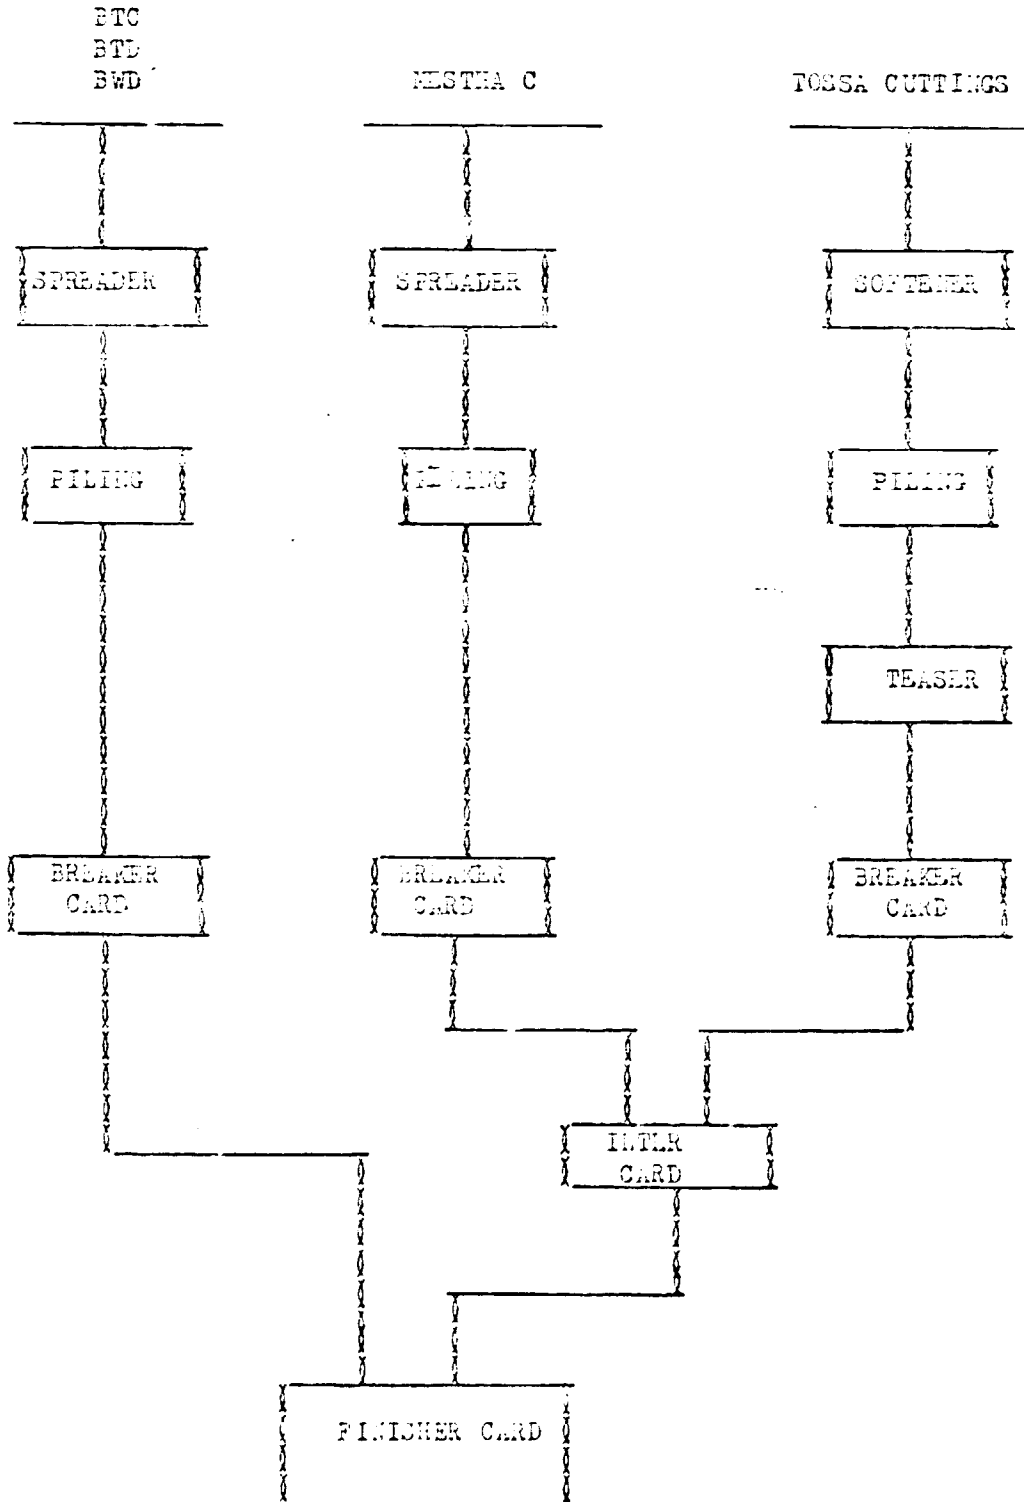 BTC
BTD
BWD
MESTHA C
TOSSA CUTTINGS
SPREADER
SPREADER
SOFTENER
PILING
PILING
PILING
TEASER
BREAKER
CARD
BREAKER
CARD
BREAKER
CARD
INTER
CARD
FINISHER CARD